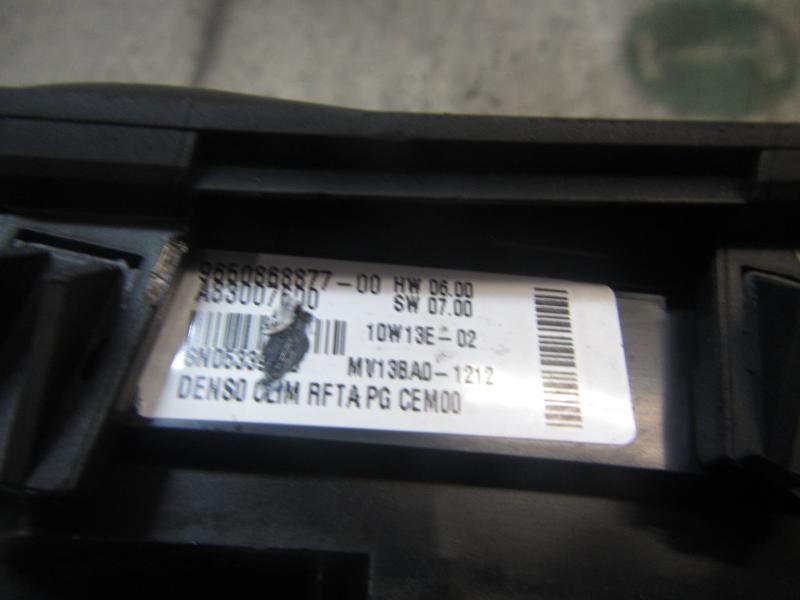 9650868877-00 HW 06.00
SW 07.00
10W13E-02
MV13BA0-1212
DENSO CLIM RFTA PG CEM00